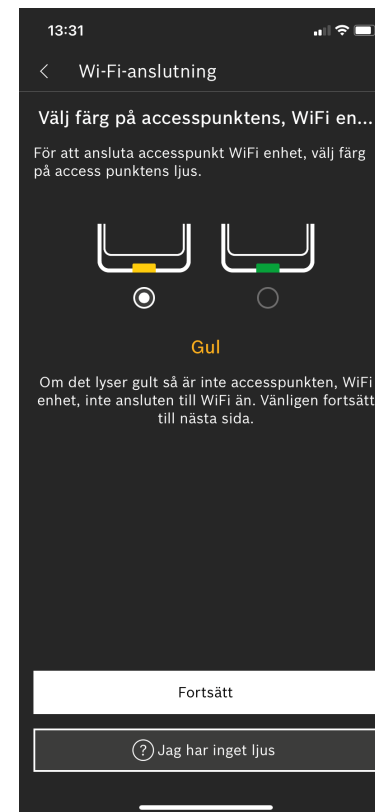 13:31
Wi-Fi-anslutning
Välj färg på accesspunktens, WiFi en...
För att ansluta accesspunkt WiFi enhet, välj färg
på access punktens ljus.
Gul
Om det lyser gult så är inte accesspunkten, WiFi
enhet, inte ansluten till WiFi än. Vänligen fortsätt
till nästa sida.
Fortsätt
? Jag har inget ljus